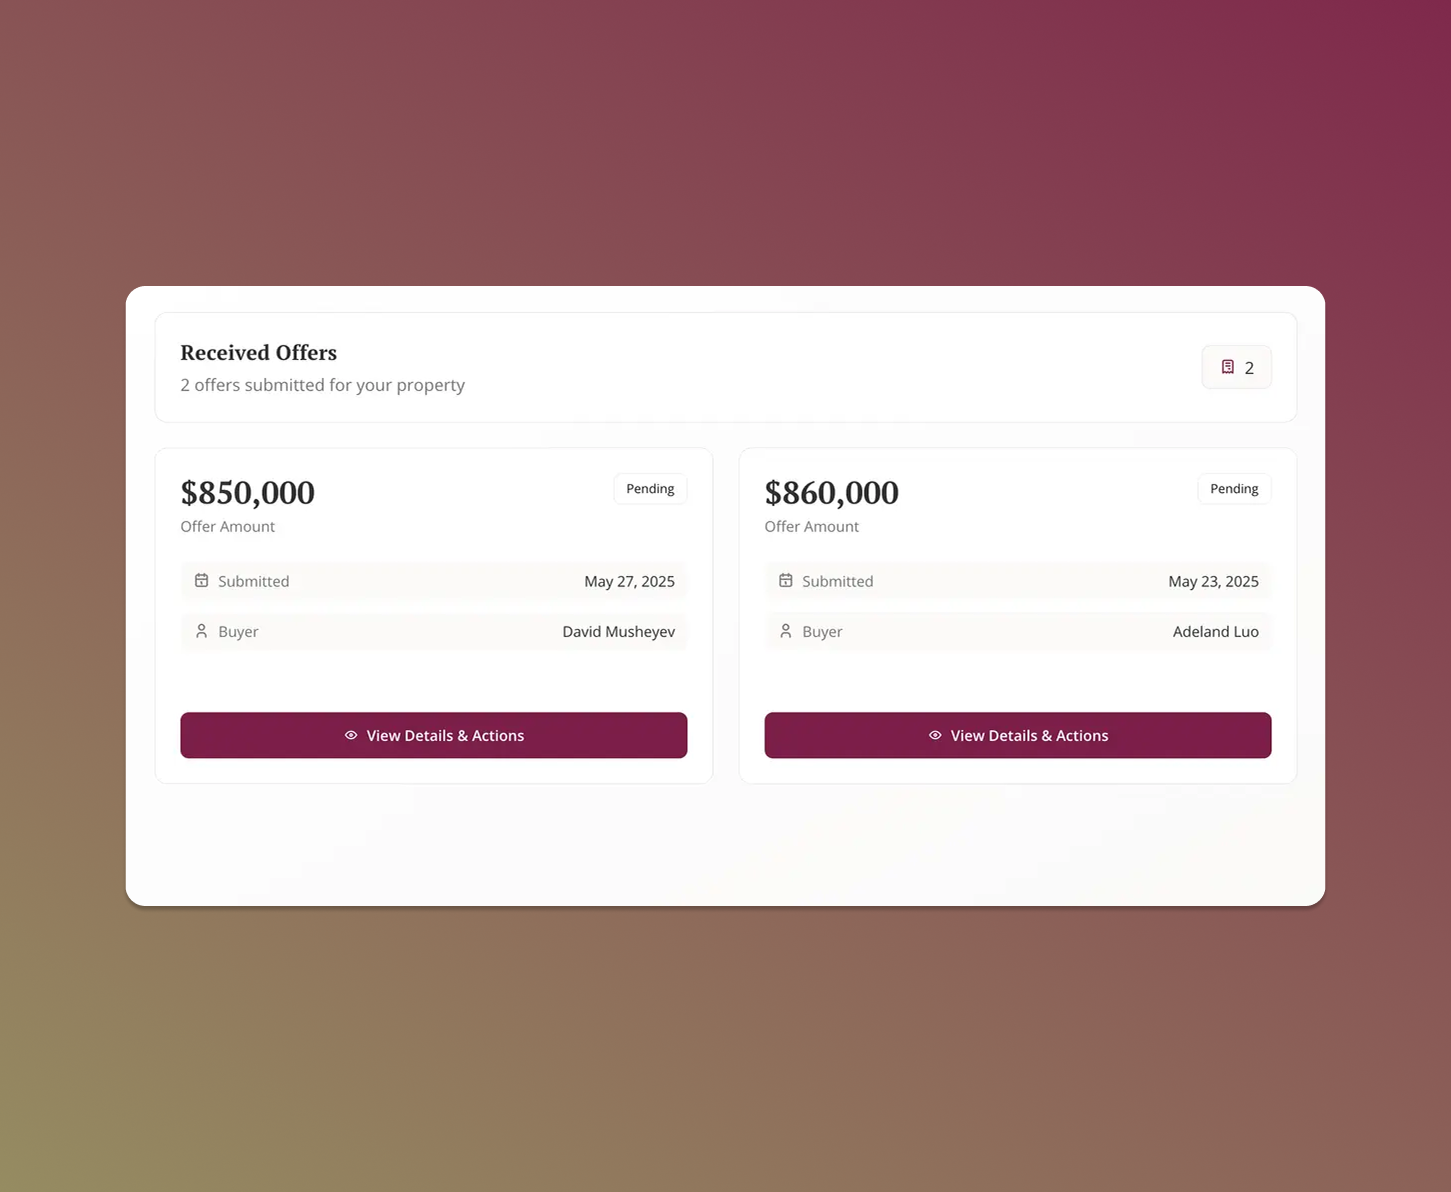 Received Offers
2 offers submitted for your property
2
$850,000
Pending
Offer Amount
Submitted
May 27, 2025
Buyer
David Musheyev
View Details & Actions
$860,000
Pending
Offer Amount
Submitted
May 23, 2025
Buyer
Adeland Luo
View Details & Actions